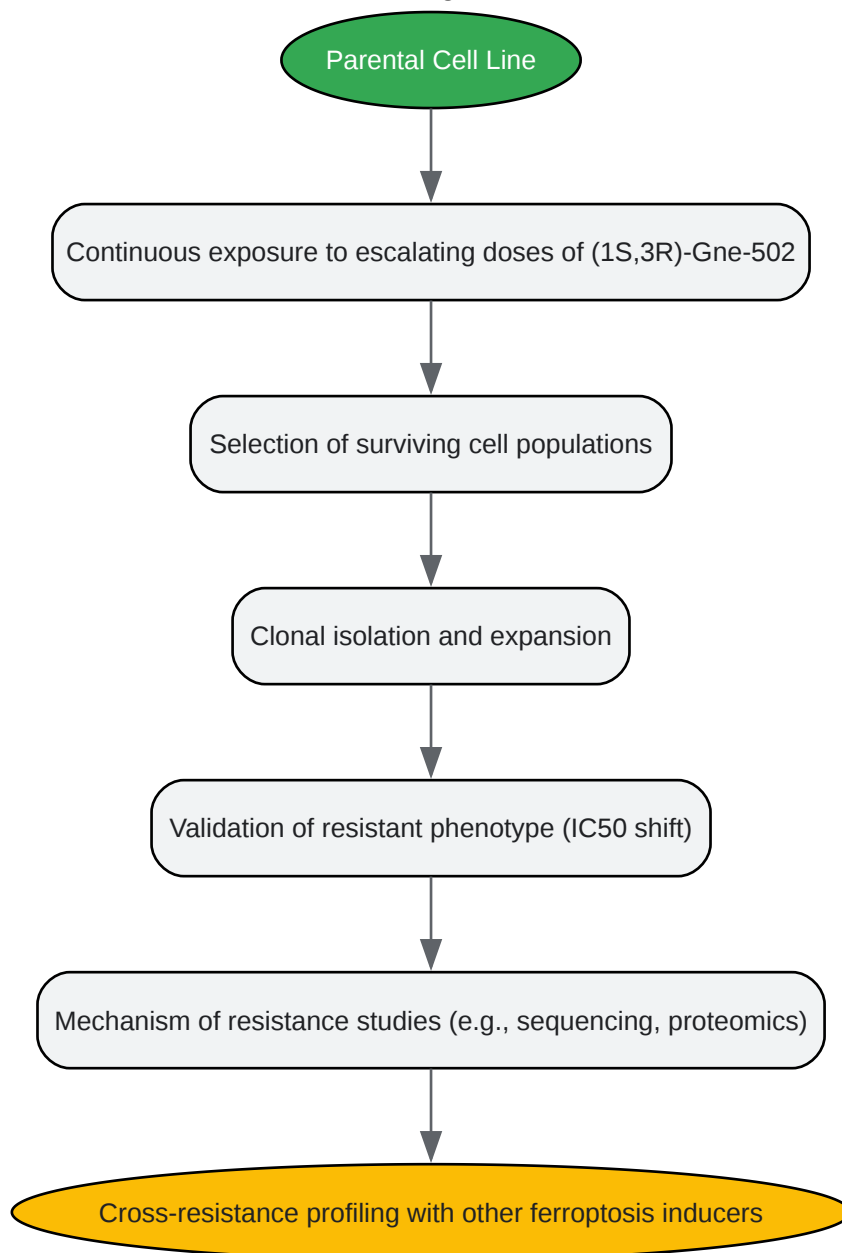 Parental Cell Line
Continuous exposure to escalating doses of (1S,3R)-Gne-502
Selection of surviving cell populations
Clonal isolation and expansion
Validation of resistant phenotype (IC50 shift)
Mechanism of resistance studies (e.g., sequencing, proteomics)
Cross-resistance profiling with other ferroptosis inducers